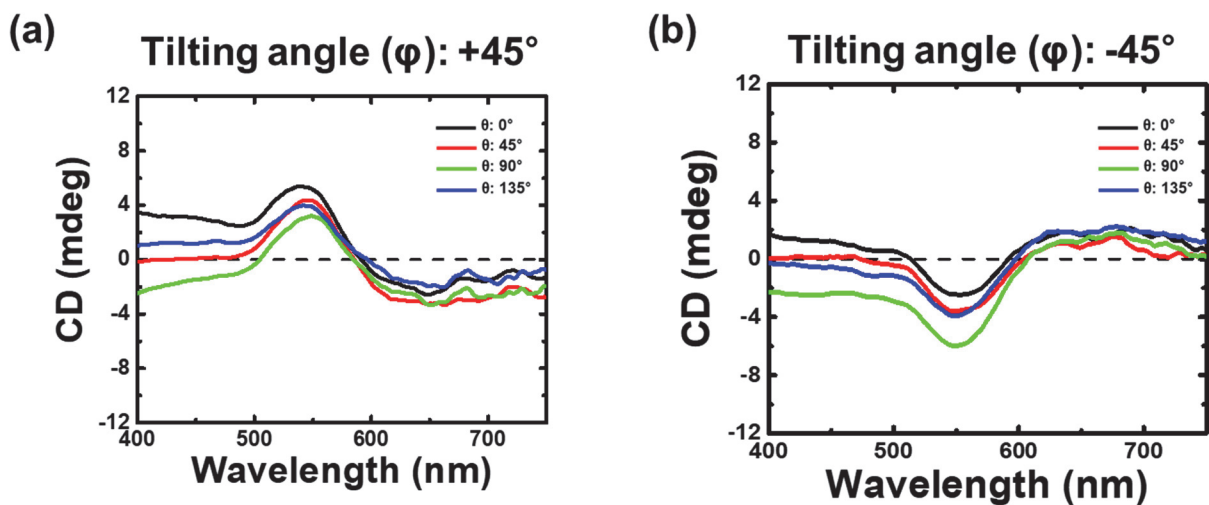 (a)
Tilting angle (φ): +45°
12
8
4
0
-4
-8
-12
CD (mdeg)
θ: 0°
θ: 45°
θ: 90°
θ: 135°
400
500
600
700
Wavelength (nm)
(b)
Tilting angle (φ): -45°
12
8
4
0
-4
-8
-12
CD (mdeg)
θ: 0°
θ: 45°
θ: 90°
θ: 135°
400
500
600
700
Wavelength (nm)